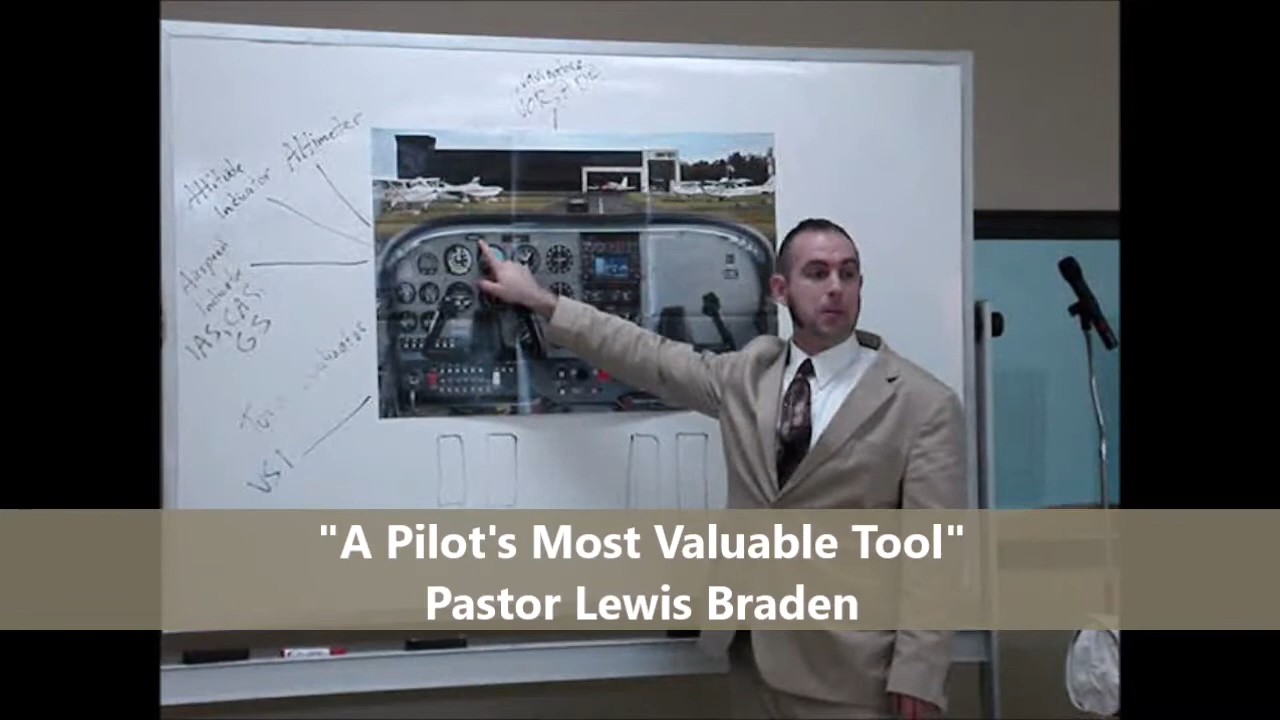 Altimeter
Attitude
Indicator
Airspeed
Indicator
IAS, CAS,
GS
VSI
"A Pilot's Most Valuable Tool"
Pastor Lewis Braden